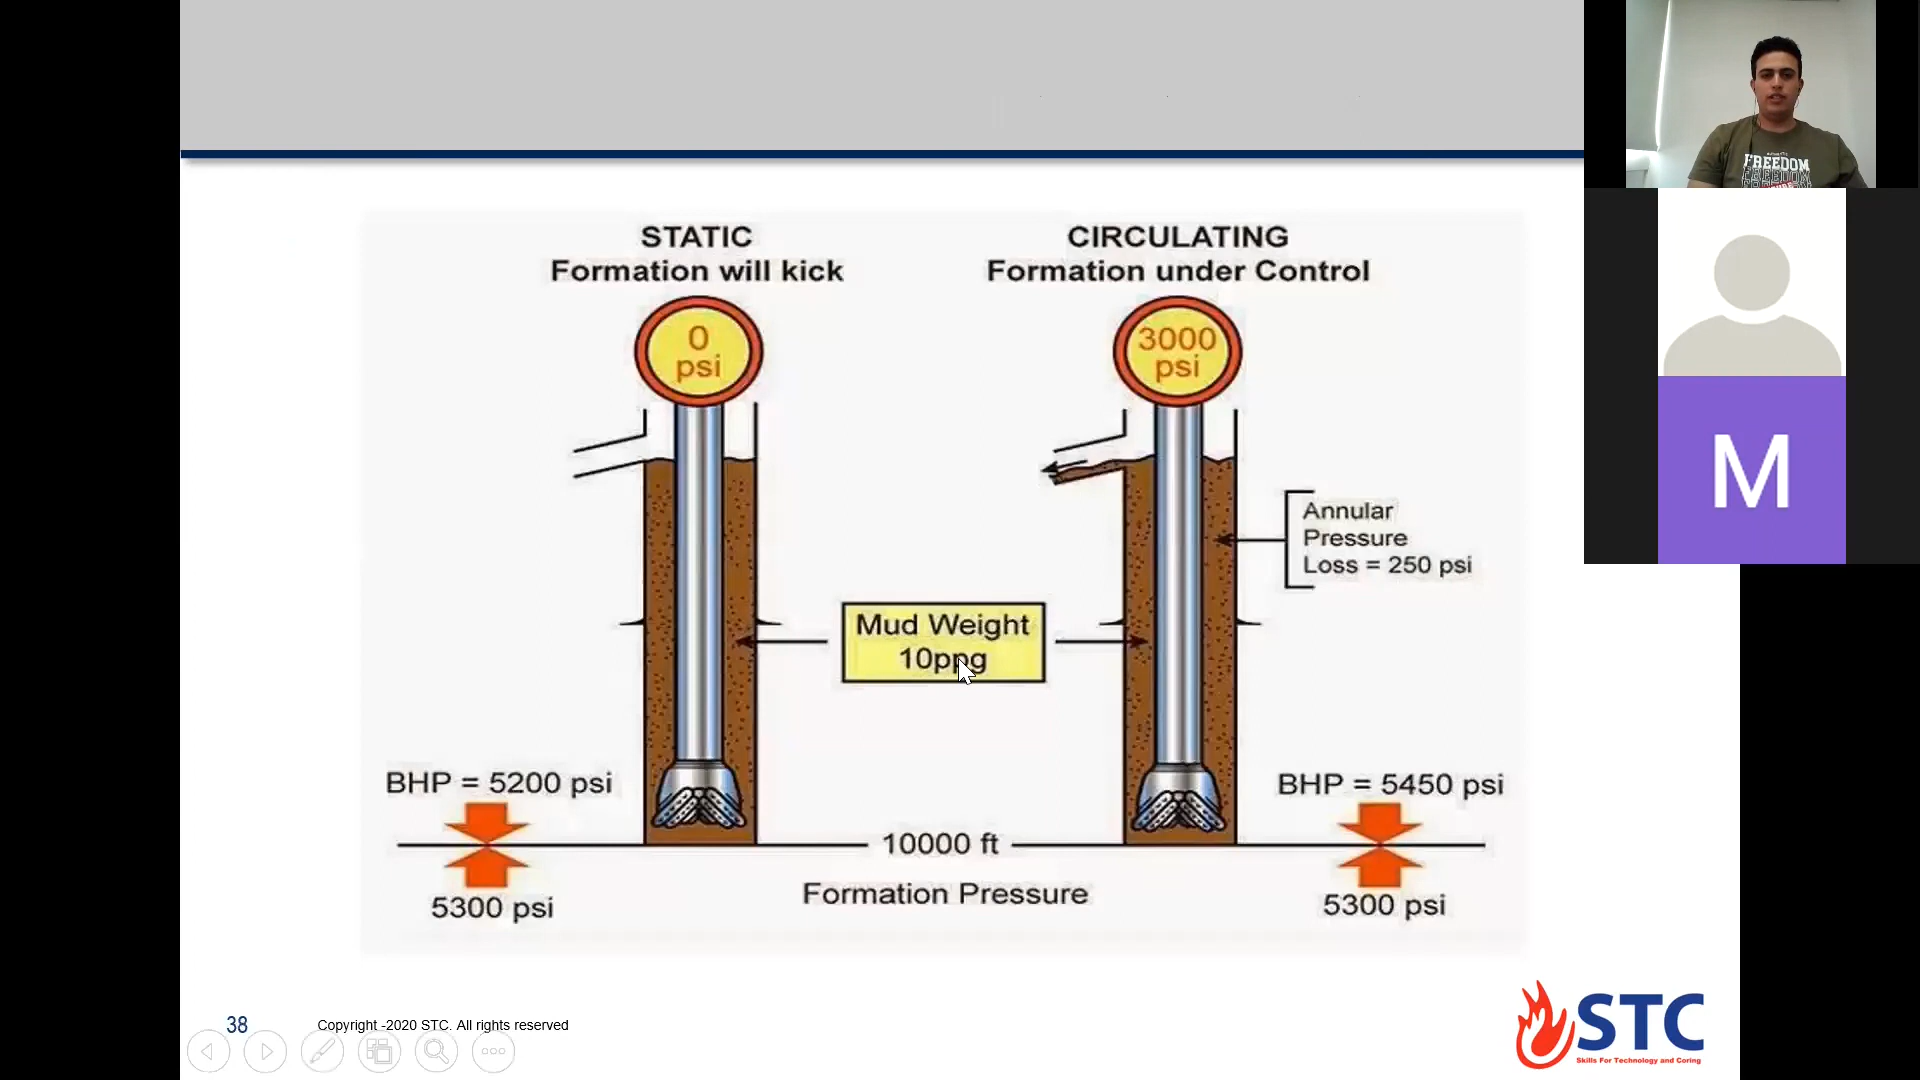 FREEDOM
STATIC
Formation will kick
CIRCULATING
Formation under Control
0
psi
3000
psi
Annular
Pressure
Loss = 250 psi
Mud Weight
10ppg
M
BHP = 5200 psi
BHP = 5450 psi
10000 ft
Formation Pressure
5300 psi
5300 psi
38
Copyright -2020 STC. All rights reserved
STC
Skills For Technology and Coring